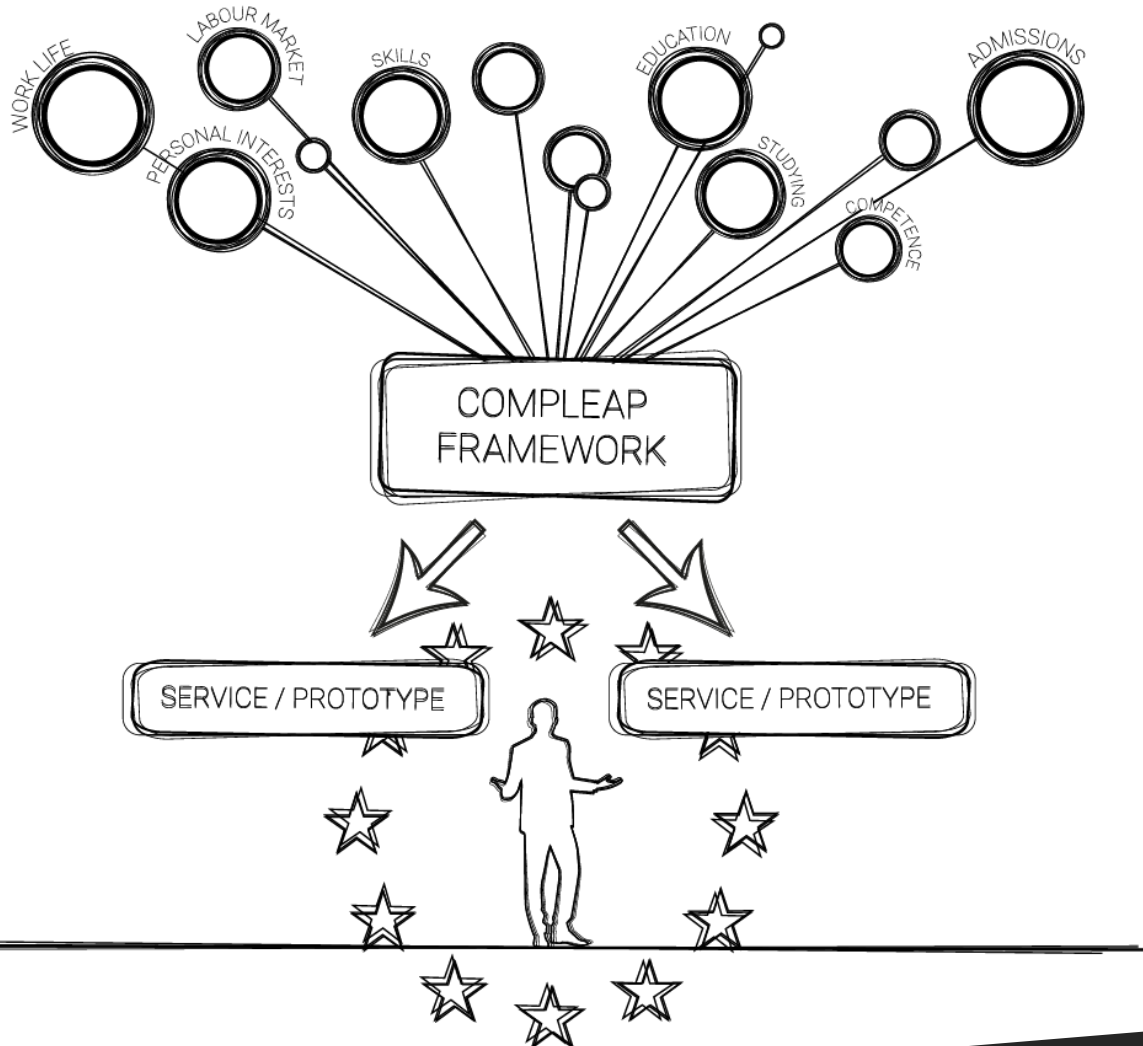 WORK LIFE
LABOUR MARKET
PERSONAL INTERESTS
SKILLS
EDUCATION
STUDYING
ADMISSIONS
COMPETENCE
COMPLEAP
FRAMEWORK
SERVICE / PROTOTYPE
SERVICE / PROTOTYPE